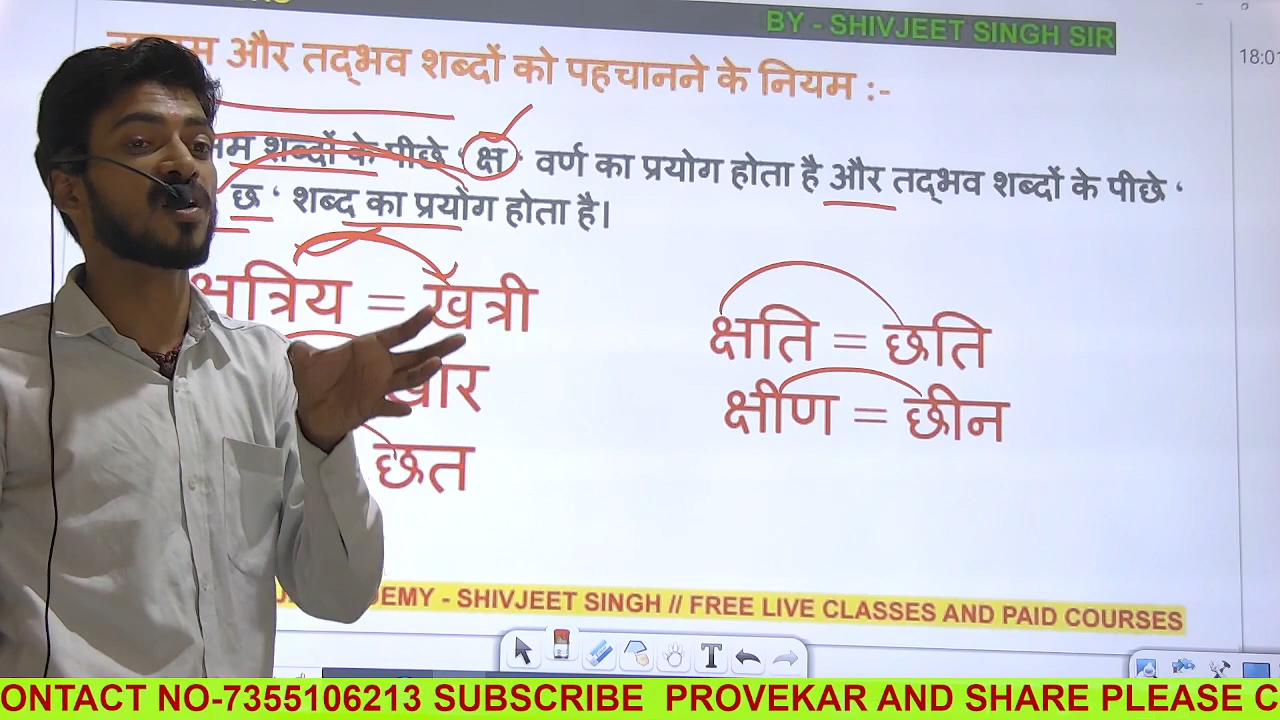 BY - SHIVJEET SINGH SIR
और तद्भव शब्दों को पहचानने के नियम :-
18:01
शब्दों के पीछे ' क्ष ' वर्ण का प्रयोग होता है और तद्भव शब्दों के पीछे '
छ ' शब्द का प्रयोग होता है।
क्षत्रिय = खत्री
छत
क्षति = छति
क्षीण = छीन
SHIVJEET SINGH // FREE LIVE CLASSES AND PAID COURSES
T
ONTACT NO-7355106213 SUBSCRIBE PROVEKAR AND SHARE PLEASE C